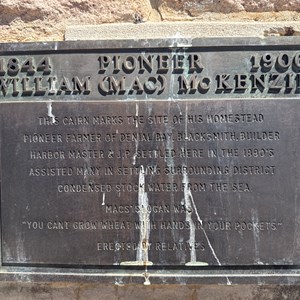 1844 PIONEER 1906
WILLIAM (MAC) McKENZIE
THIS CAIRN MARKS THE SITE OF HIS HOMESTEAD
PIONEER FARMER OF DENIAL BAY, BLACKSMITH, BUILDER
HARBOR MASTER & J.P. SETTLED HERE IN THE 1880'S
ASSISTED MANY IN SETTLING SURROUNDING DISTRICT
CONDENSED STOCK WATER FROM THE SEA.
MACS' SLOGAN WAS
"YOU CAN'T GROW WHEAT WITH HANDS IN YOUR POCKETS"
ERECTED BY RELATIVES